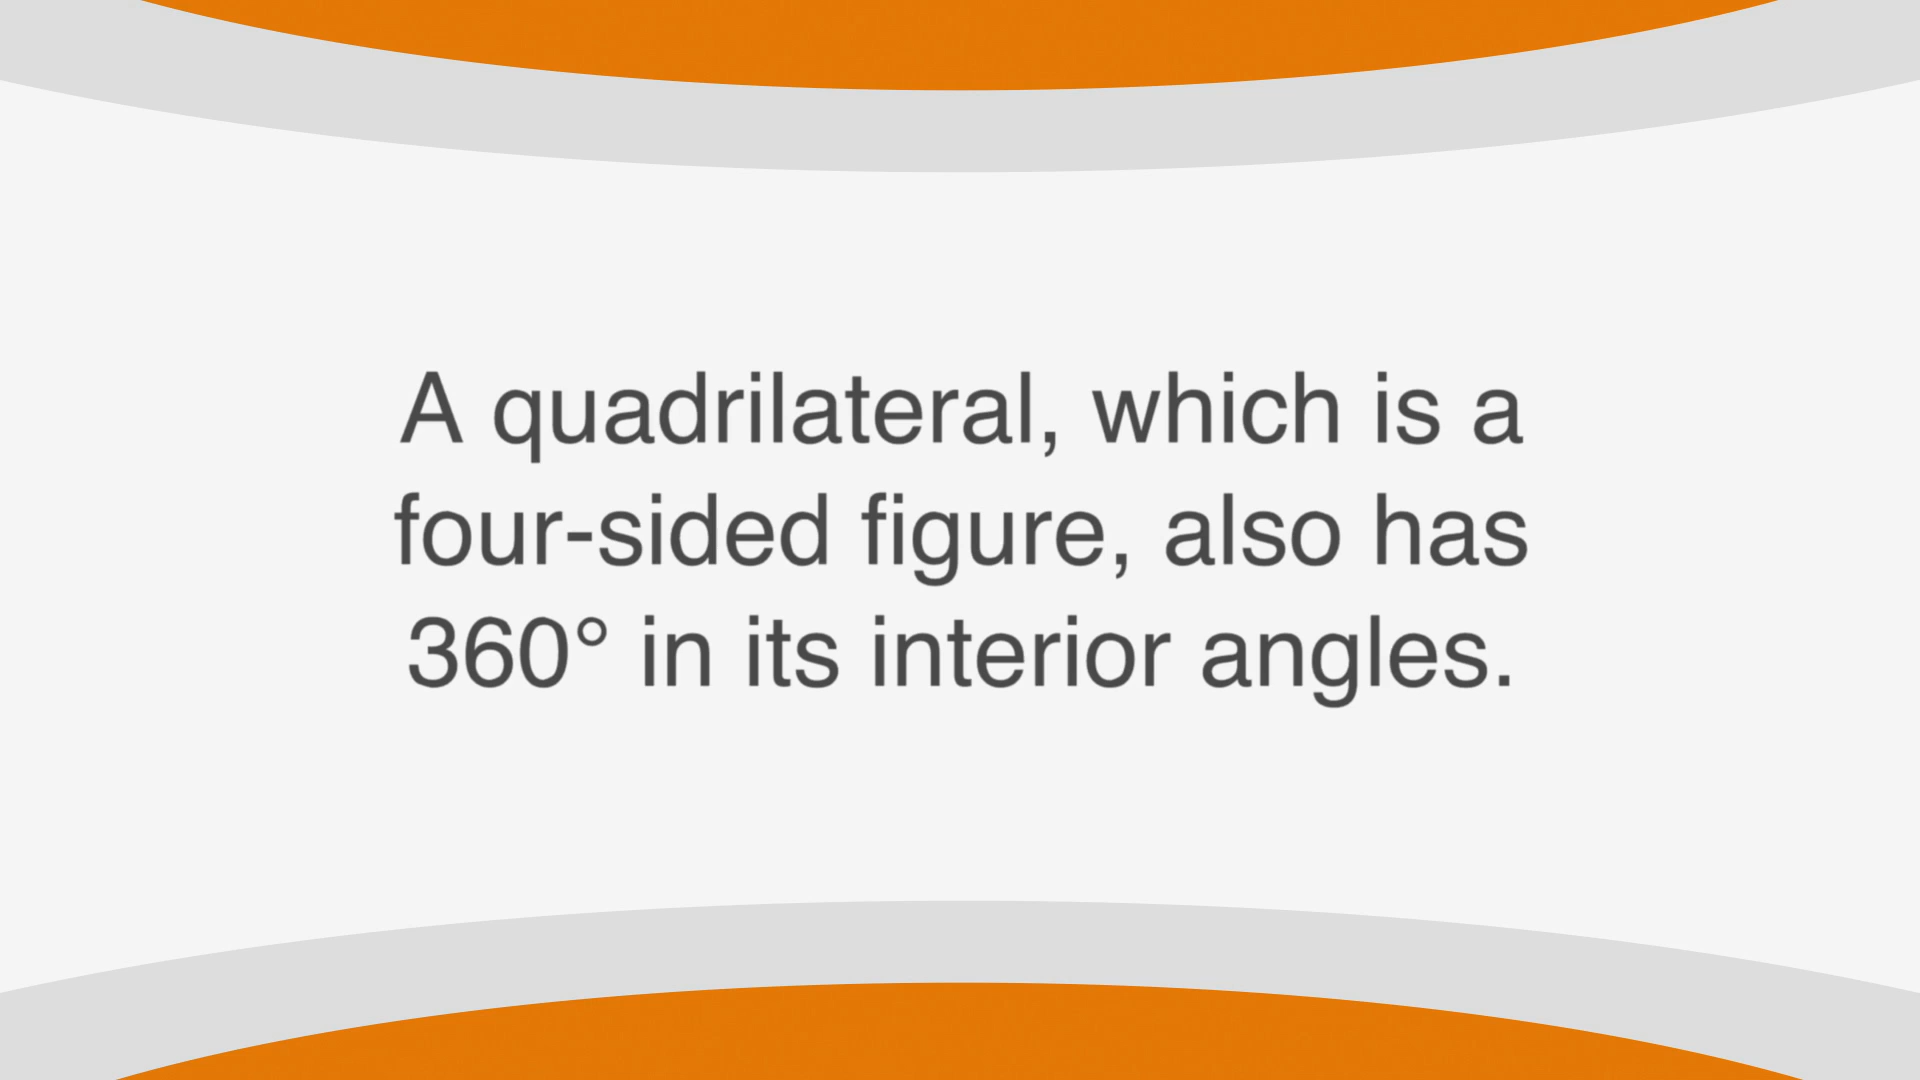 A quadrilateral, which is a
four-sided figure, also has
360° in its interior angles.